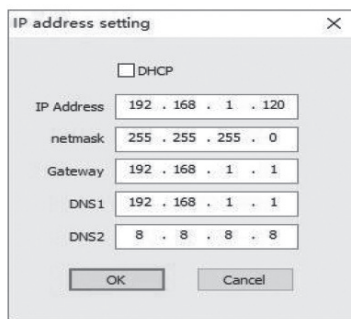 IP address setting
DHCP
IP Address 192 . 168 . 1 . 120
netmask 255 . 255 . 255 . 0
Gateway 192 . 168 . 1 . 1
DNS1 192 . 168 . 1 . 1
DNS2 8 . 8 . 8 . 8
OK Cancel